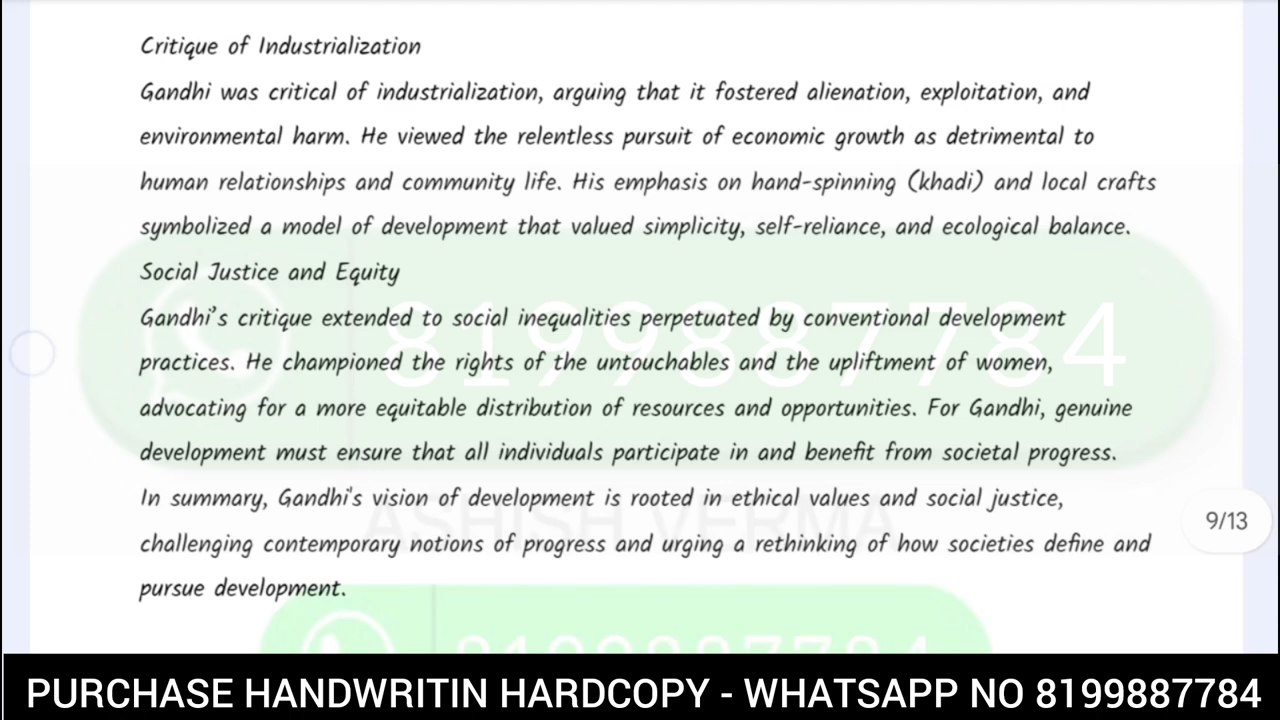 Critique of Industrialization
Gandhi was critical of industrialization, arguing that it fostered alienation, exploitation, and
environmental harm. He viewed the relentless pursuit of economic growth as detrimental to
human relationships and community life. His emphasis on hand-spinning (khadi) and local crafts
symbolized a model of development that valued simplicity, self-reliance, and ecological balance.
Social Justice and Equity
Gandhi’s critique extended to social inequalities perpetuated by conventional development
practices. He championed the rights of the untouchables and the upliftment of women,
8199887784
advocating for a more equitable distribution of resources and opportunities. For Gandhi, genuine
development must ensure that all individuals participate in and benefit from societal progress.
In summary, Gandhi's vision of development is rooted in ethical values and social justice,
ASHISH VERMA
9/13
challenging contemporary notions of progress and urging a rethinking of how societies define and
pursue development.
8199887784
PURCHASE HANDWRITIN HARDCOPY - WHATSAPP NO 8199887784